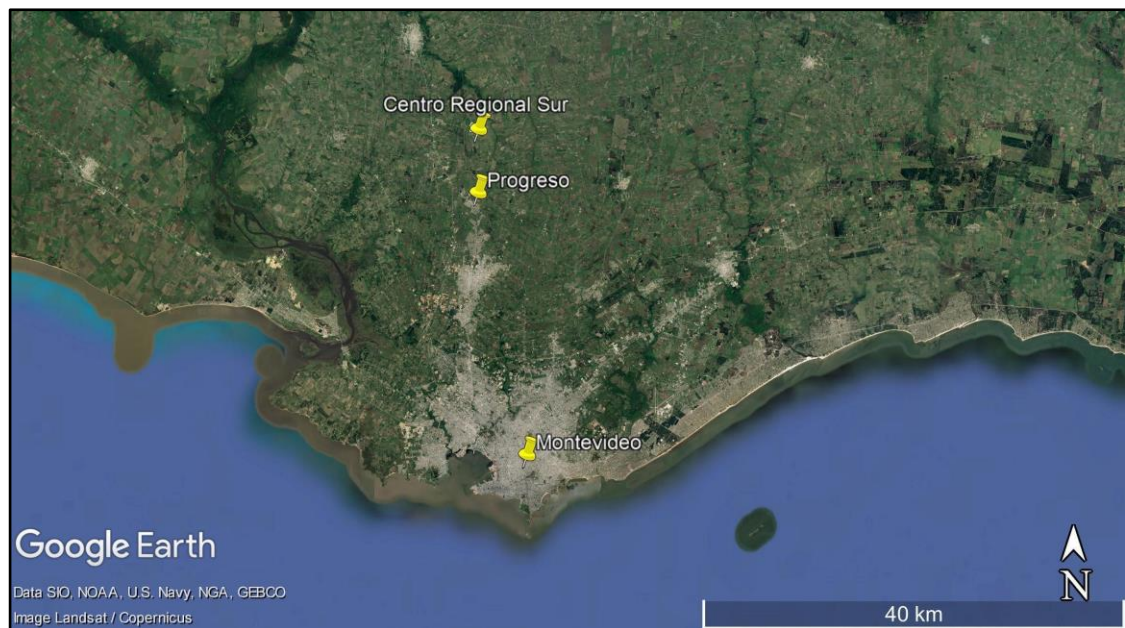 Centro Regional Sur
Progreso
Montevideo
Google Earth
Data SIO, NOAA, U.S. Navy, NGA, GEBCO
Image Landsat / Copernicus
N
40 km